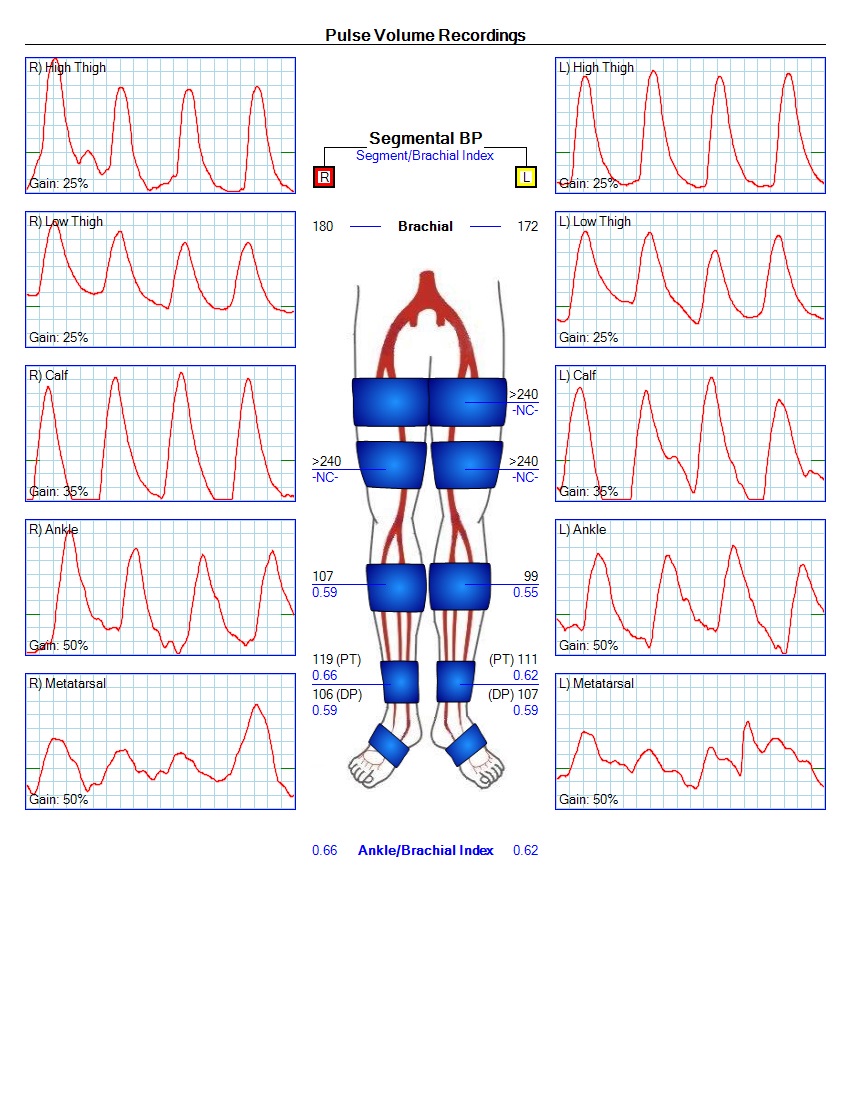 Pulse Volume Recordings
R) High Thigh
Gain: 25%
R) Low Thigh
Gain: 25%
R) Calf
Gain: 35%
R) Ankle
Gain: 50%
R) Metatarsal
Gain: 50%
Segmental BP
Segment/Brachial Index
R L
180 Brachial 172
>240
-NC-
>240 >240
-NC- -NC-
107 99
0.59 0.55
119 (PT) (PT) 111
0.66 0.62
106 (DP) (DP) 107
0.59 0.59
0.66 Ankle/Brachial Index 0.62
L) High Thigh
Gain: 25%
L) Low Thigh
Gain: 25%
L) Calf
Gain: 35%
L) Ankle
Gain: 50%
L) Metatarsal
Gain: 50%